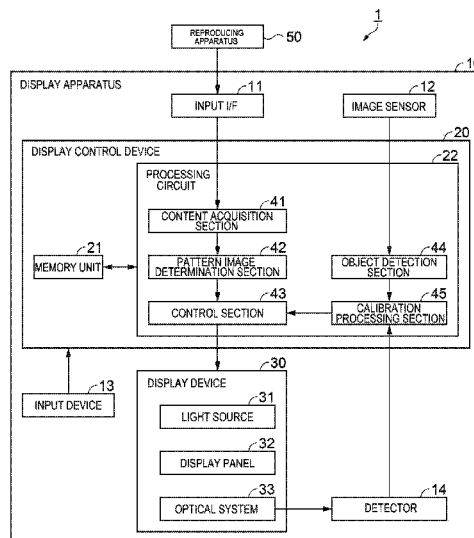 1
REPRODUCING APPARATUS
50
10
DISPLAY APPARATUS
11
12
INPUT I/F
IMAGE SENSOR
20
DISPLAY CONTROL DEVICE
22
PROCESSING CIRCUIT
41
CONTENT ACQUISITION SECTION
21
42
44
MEMORY UNIT
PATTERN IMAGE DETERMINATION SECTION
OBJECT DETECTION SECTION
43
45
CONTROL SECTION
CALIBRATION PROCESSING SECTION
30
13
DISPLAY DEVICE
INPUT DEVICE
31
LIGHT SOURCE
32
DISPLAY PANEL
33
14
OPTICAL SYSTEM
DETECTOR